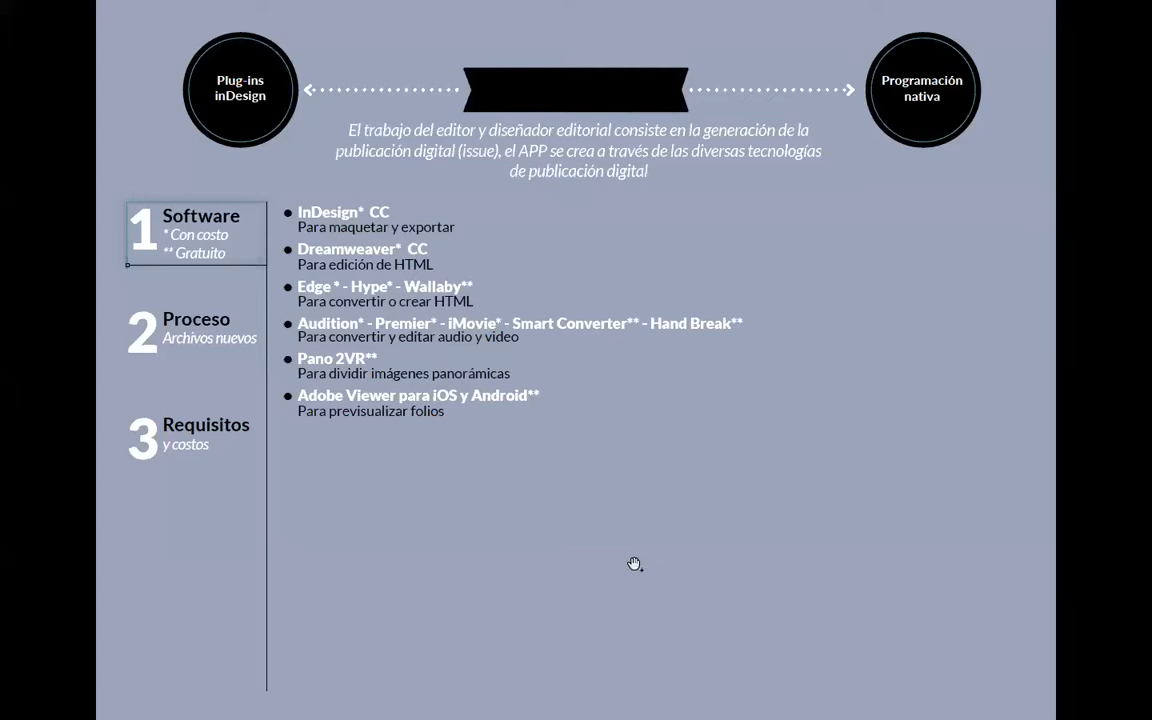 Plug-ins
inDesign
Programación
nativa
El trabajo del editor y diseñador editorial consiste en la generación de la
publicación digital (issue), el APP se crea a través de las diversas tecnologías
de publicación digital
1 Software
* Con costo
** Gratuito
2 Proceso
Archivos nuevos
3 Requisitos
y costos
InDesign* CC
Para maquetar y exportar
Dreamweaver* CC
Para edición de HTML
Edge * - Hype* - Wallaby**
Para convertir o crear HTML
Audition* - Premier* - iMovie* - Smart Converter** - Hand Break**
Para convertir y editar audio y video
Pano 2VR**
Para dividir imágenes panorámicas
Adobe Viewer para iOS y Android**
Para previsualizar folios